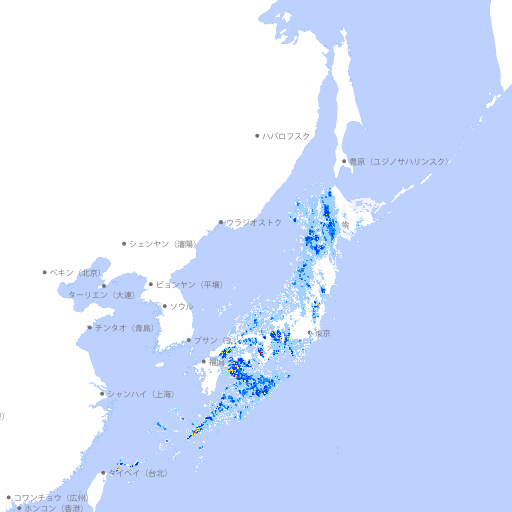 ハバロフスク
豊原（ユジノサハリンスク）
ウラジオストク
シェンヤン（瀋陽）
ペキン（北京）
ピョンヤン（平壌）
ターリエン（大連）
ソウル
チンタオ（青島）
プサン
東京
福岡
シャンハイ（上海）
タイペイ（台北）
コワンチョウ（広州）
ホンコン（香港）